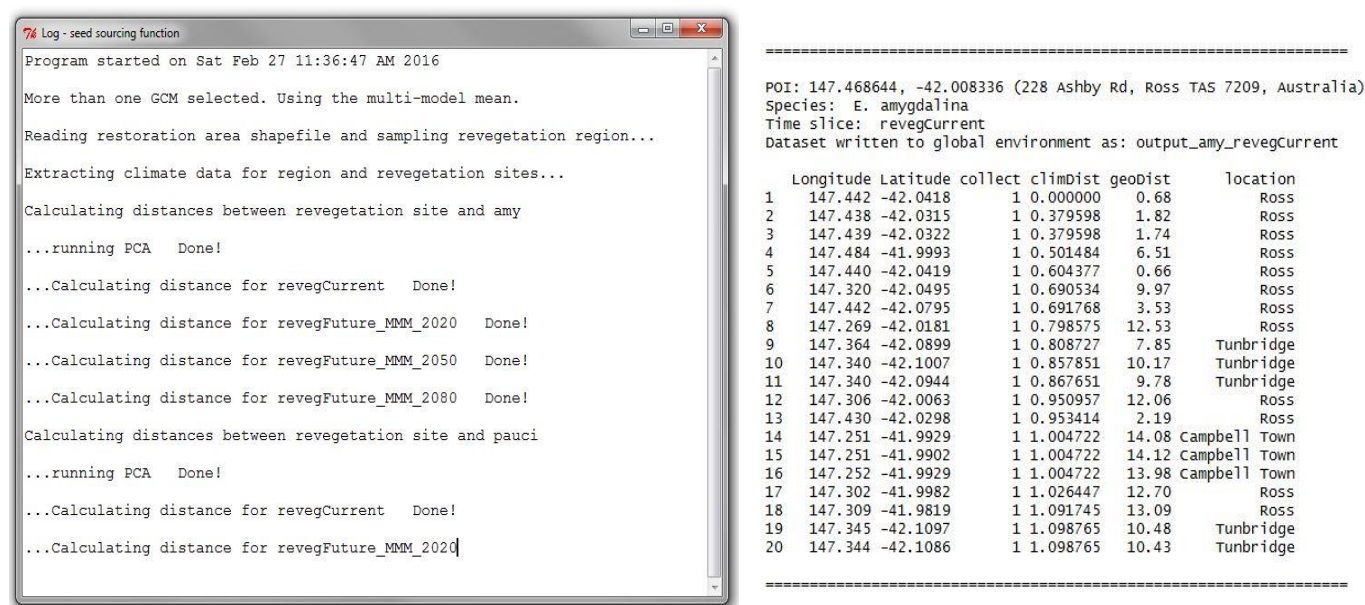 Log - seed sourcing function
Program started on Sat Feb 27 11:36:47 AM 2016
More than one GCM selected. Using the multi-model mean.
Reading restoration area shapefile and sampling revegetation region...
Extracting climate data for region and revegetation sites...
Calculating distances between revegetation site and amy
...running PCA   Done!
...Calculating distance for revegCurrent   Done!
...Calculating distance for revegFuture_MMM_2020   Done!
...Calculating distance for revegFuture_MMM_2050   Done!
...Calculating distance for revegFuture_MMM_2080   Done!
Calculating distances between revegetation site and pauci
...running PCA   Done!
...Calculating distance for revegCurrent   Done!
...Calculating distance for revegFuture_MMM_2020
POI: 147.468644, -42.008336 (228 Ashby Rd, Ross TAS 7209, Australia)
Species:  E. amygdalina
Time slice:  revegCurrent
Dataset written to global environment as: output_amy_revegCurrent
Longitude Latitude collect climDist geoDist location
1 147.442 -42.0418 1 0.000000 0.68 Ross
2 147.438 -42.0315 1 0.379598 1.82 Ross
3 147.439 -42.0322 1 0.379598 1.74 Ross
4 147.484 -41.9993 1 0.501484 6.51 Ross
5 147.440 -42.0419 1 0.604377 0.66 Ross
6 147.320 -42.0495 1 0.690534 9.97 Ross
7 147.442 -42.0795 1 0.691768 3.53 Ross
8 147.269 -42.0181 1 0.798575 12.53 Ross
9 147.364 -42.0899 1 0.808727 7.85 Tunbridge
10 147.340 -42.1007 1 0.857851 10.17 Tunbridge
11 147.340 -42.0944 1 0.867651 9.78 Tunbridge
12 147.306 -42.0063 1 0.950957 12.06 Ross
13 147.430 -42.0298 1 0.953414 2.19 Ross
14 147.251 -41.9929 1 1.004722 14.08 Campbell Town
15 147.251 -41.9902 1 1.004722 14.12 Campbell Town
16 147.252 -41.9929 1 1.004722 13.98 Campbell Town
17 147.302 -41.9982 1 1.026447 12.70 Ross
18 147.309 -41.9819 1 1.091745 13.09 Ross
19 147.345 -42.1097 1 1.098765 10.48 Tunbridge
20 147.344 -42.1086 1 1.098765 10.43 Tunbridge